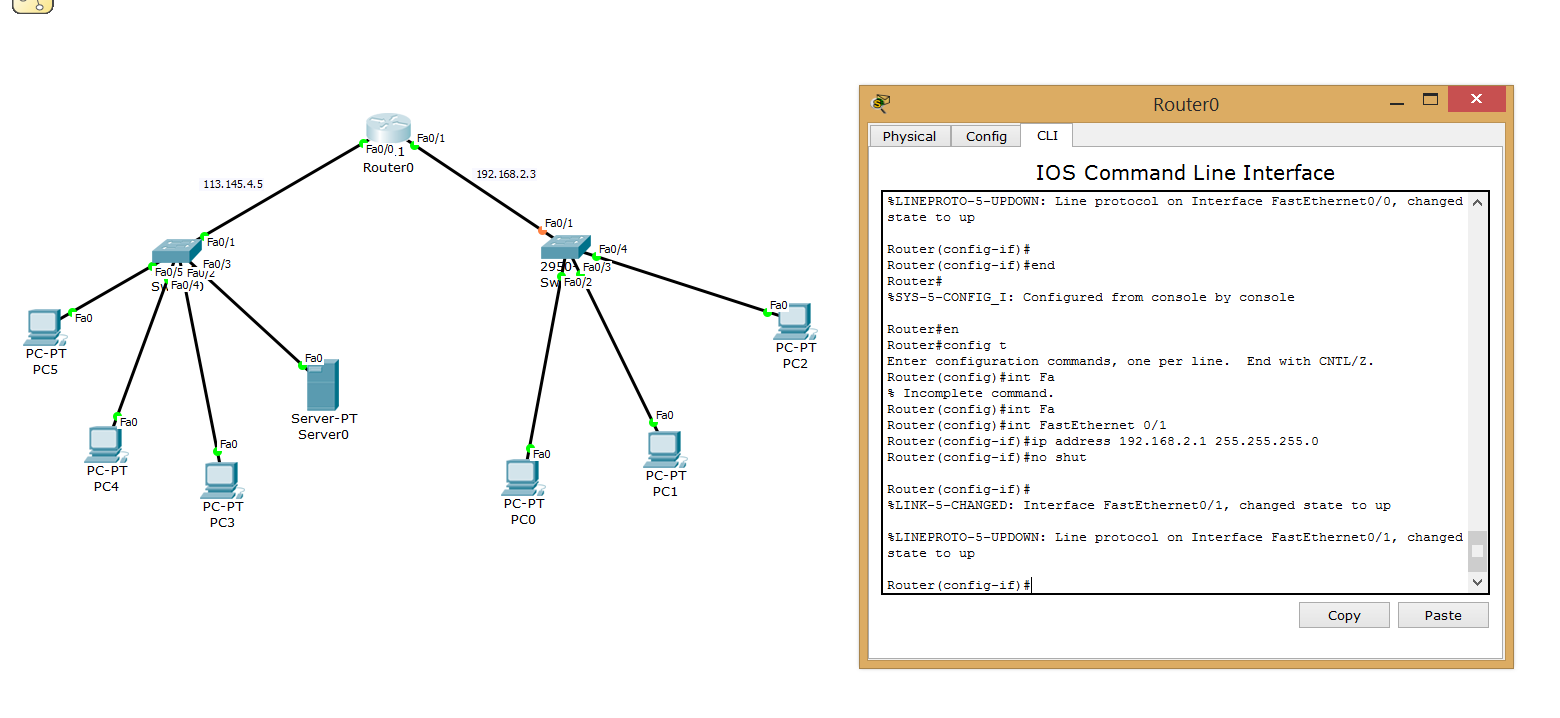 Fa0/1
Fa0/0
.1
Router0
113.145.4.5
192.168.2.3
Fa0/1
Fa0/3
Fa0/5
Fa0/2
Fa0/4
Fa0/1
Fa0/4
2950
Fa0/3
Sw
Fa0/2
Fa0
PC-PT
PC5
Fa0
PC-PT
PC4
Fa0
PC-PT
PC3
Fa0
Server-PT
Server0
Fa0
PC-PT
PC0
Fa0
PC-PT
PC1
Fa0
PC-PT
PC2
Router0
Physical Config CLI
IOS Command Line Interface
%LINEPROTO-5-UPDOWN: Line protocol on Interface FastEthernet0/0, changed
state to up
Router(config-if)#
Router(config-if)#end
Router#
%SYS-5-CONFIG_I: Configured from console by console
Router#en
Router#config t
Enter configuration commands, one per line.  End with CNTL/Z.
Router(config)#int Fa
% Incomplete command.
Router(config)#int Fa
Router(config)#int FastEthernet 0/1
Router(config-if)#ip address 192.168.2.1 255.255.255.0
Router(config-if)#no shut
Router(config-if)#
%LINK-5-CHANGED: Interface FastEthernet0/1, changed state to up
%LINEPROTO-5-UPDOWN: Line protocol on Interface FastEthernet0/1, changed
state to up
Router(config-if)#
Copy Paste